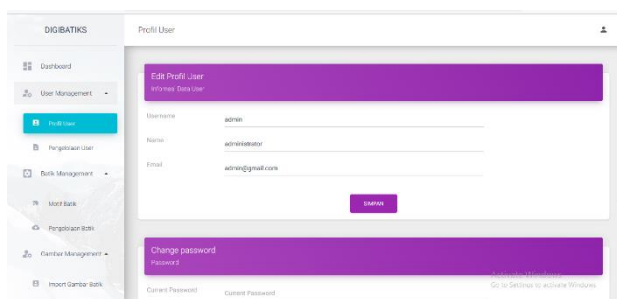 DIGIBATIKS
Profil User
Dashboard
User Management
Profil User
Pengelolaan User
Batik Management
Motif Batik
Pengelolaan Batik
Gambar Management
Import Gambar Batik
Edit Profil User
Informasi Data User
Username
admin
Name
administrator
Email
admin@gmail.com
SIMPAN
Change password
Password
Current Password
Current Password
Activate Windows
Go to Settings to activate Windows.